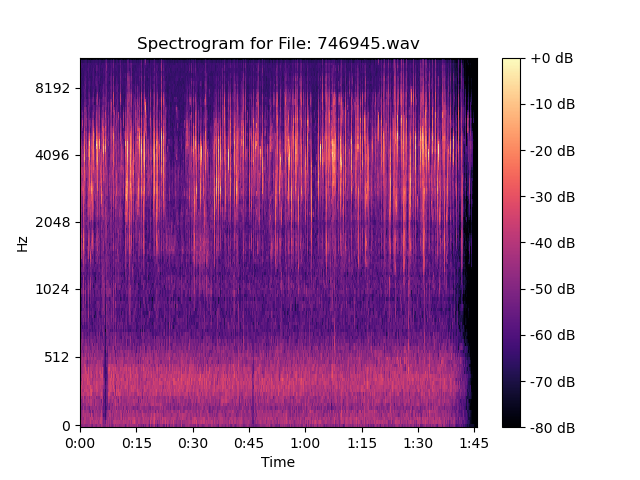 Spectrogram for File: 746945.wav
8192
4096
2048
1024
512
0
Hz
0:00 0:15 0:30 0:45 1:00 1:15 1:30 1:45
Time
+0 dB
-10 dB
-20 dB
-30 dB
-40 dB
-50 dB
-60 dB
-70 dB
-80 dB